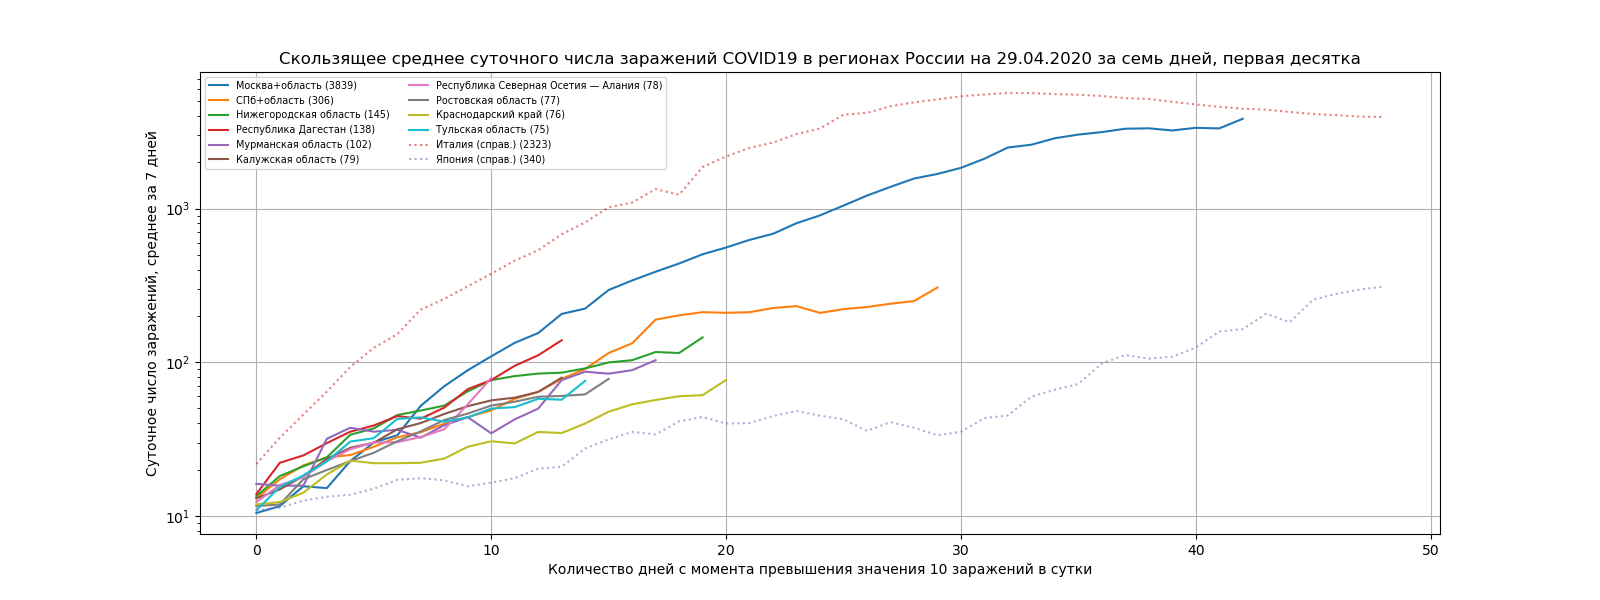 Скользящее среднее суточного числа заражений COVID19 в регионах России на 29.04.2020 за семь дней, первая десятка
Москва+область (3839)
СПб+область (306)
Нижегородская область (145)
Республика Дагестан (138)
Мурманская область (102)
Калужская область (79)
Республика Северная Осетия — Алания (78)
Ростовская область (77)
Краснодарский край (76)
Тульская область (75)
Италия (справ.) (2323)
Япония (справ.) (340)
Суточное число заражений, среднее за 7 дней
10³
10²
10¹
0 10 20 30 40 50
Количество дней с момента превышения значения 10 заражений в сутки